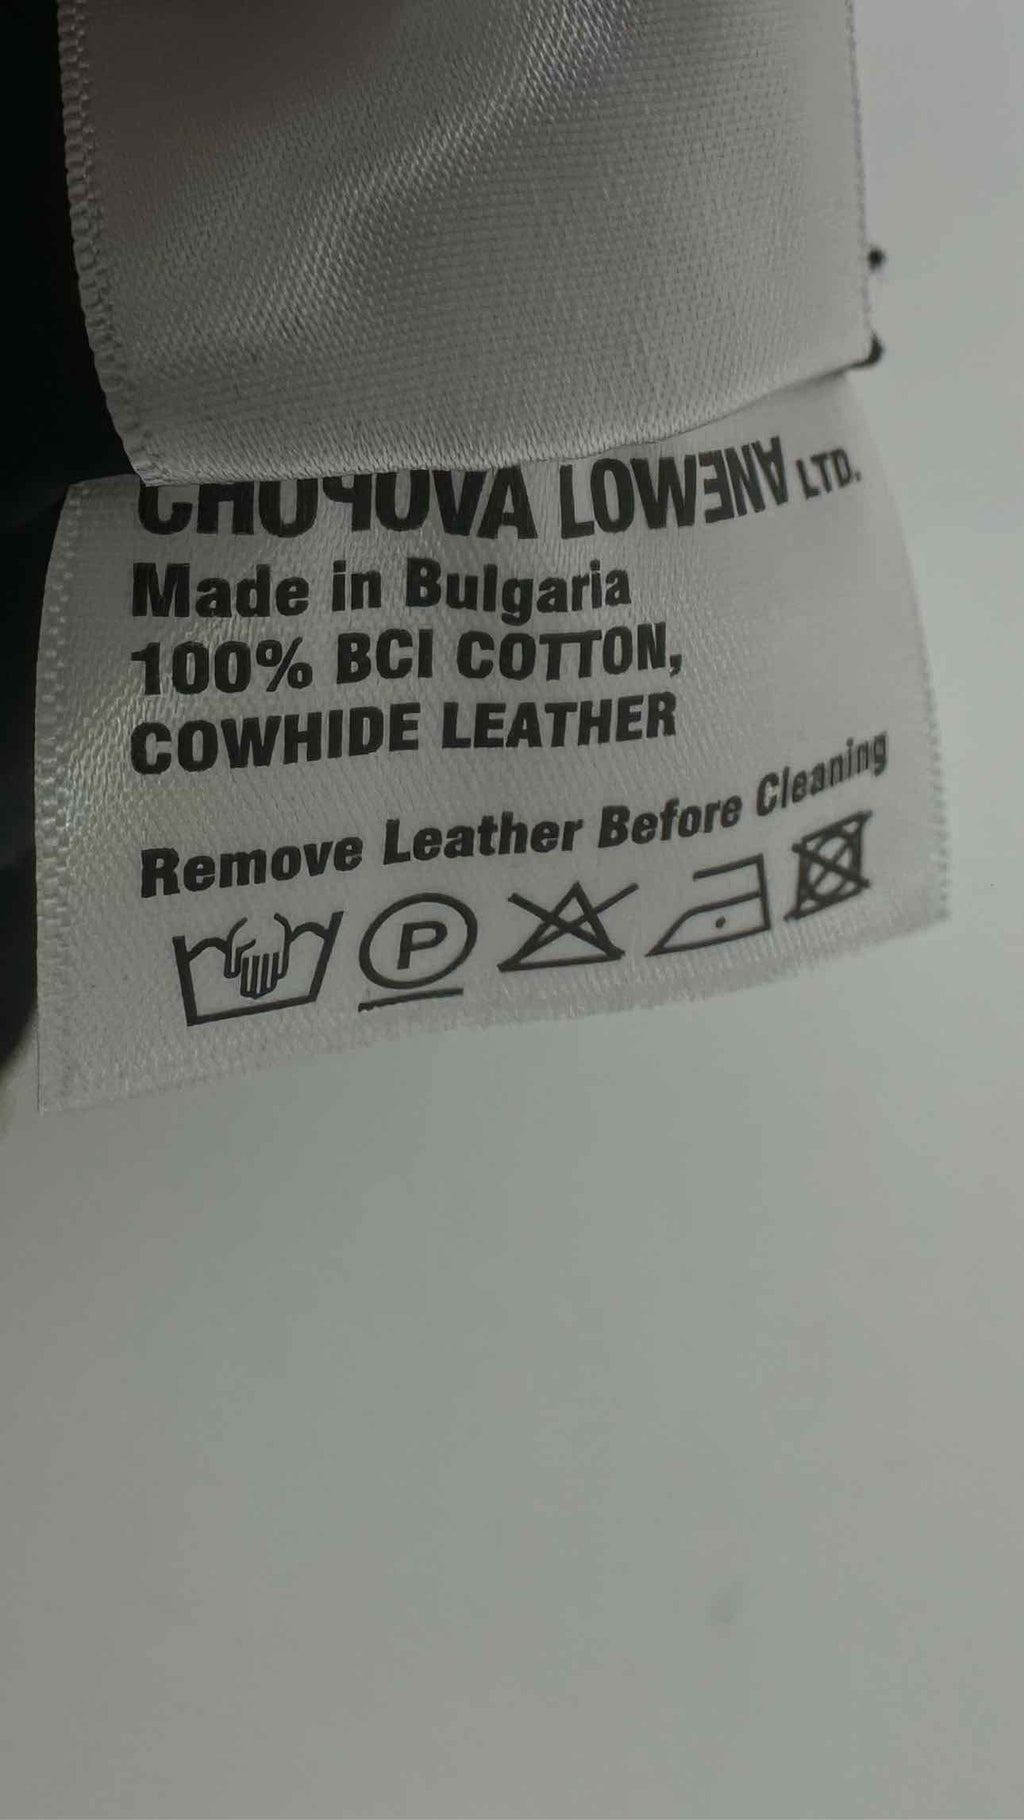 CHOPOVA LOWENA LTD.
Made in Bulgaria
100% BCI COTTON,
COWHIDE LEATHER
Remove Leather Before Cleaning
P